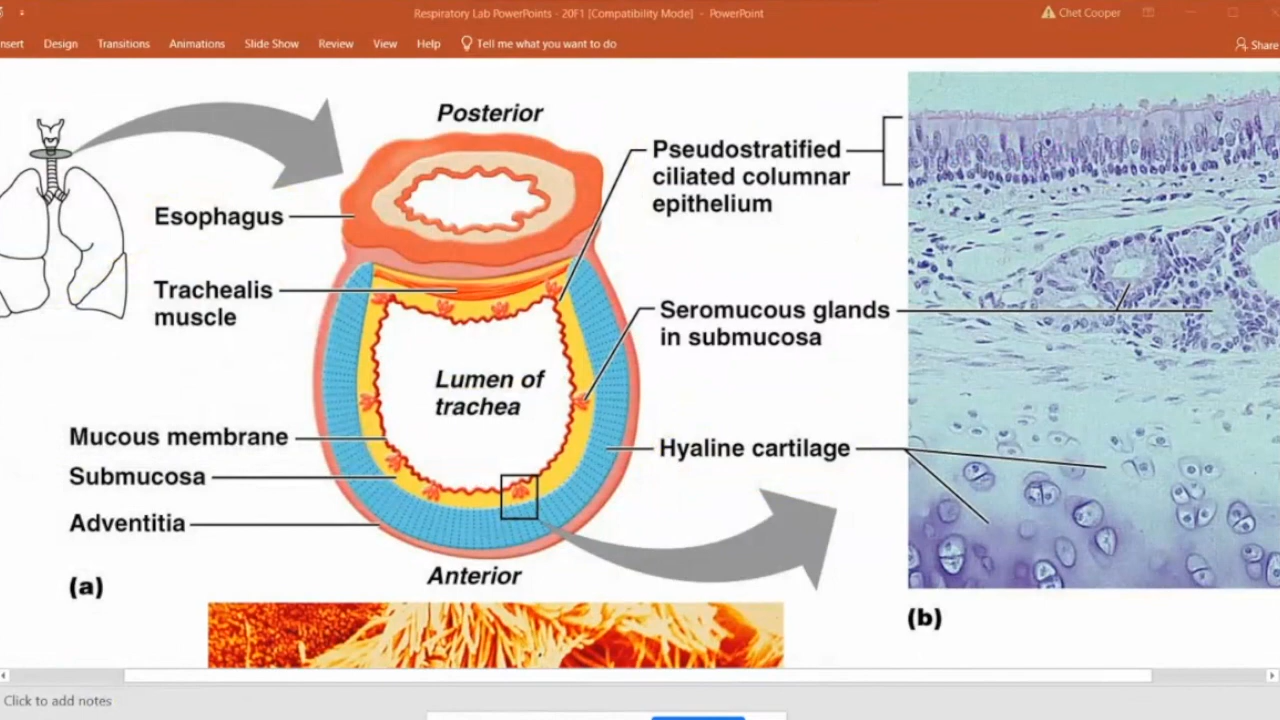 Respiratory Lab PowerPoints - 20F1 [Compatibility Mode] - PowerPoint
Chet Cooper
nsert Design Transitions Animations Slide Show Review View Help Tell me what you want to do
Share
Posterior
Esophagus
Trachealis
muscle
Lumen of
trachea
Mucous membrane
Submucosa
Adventitia
(a)
Anterior
Pseudostratified
ciliated columnar
epithelium
Seromucous glands
in submucosa
Hyaline cartilage
(b)
Click to add notes